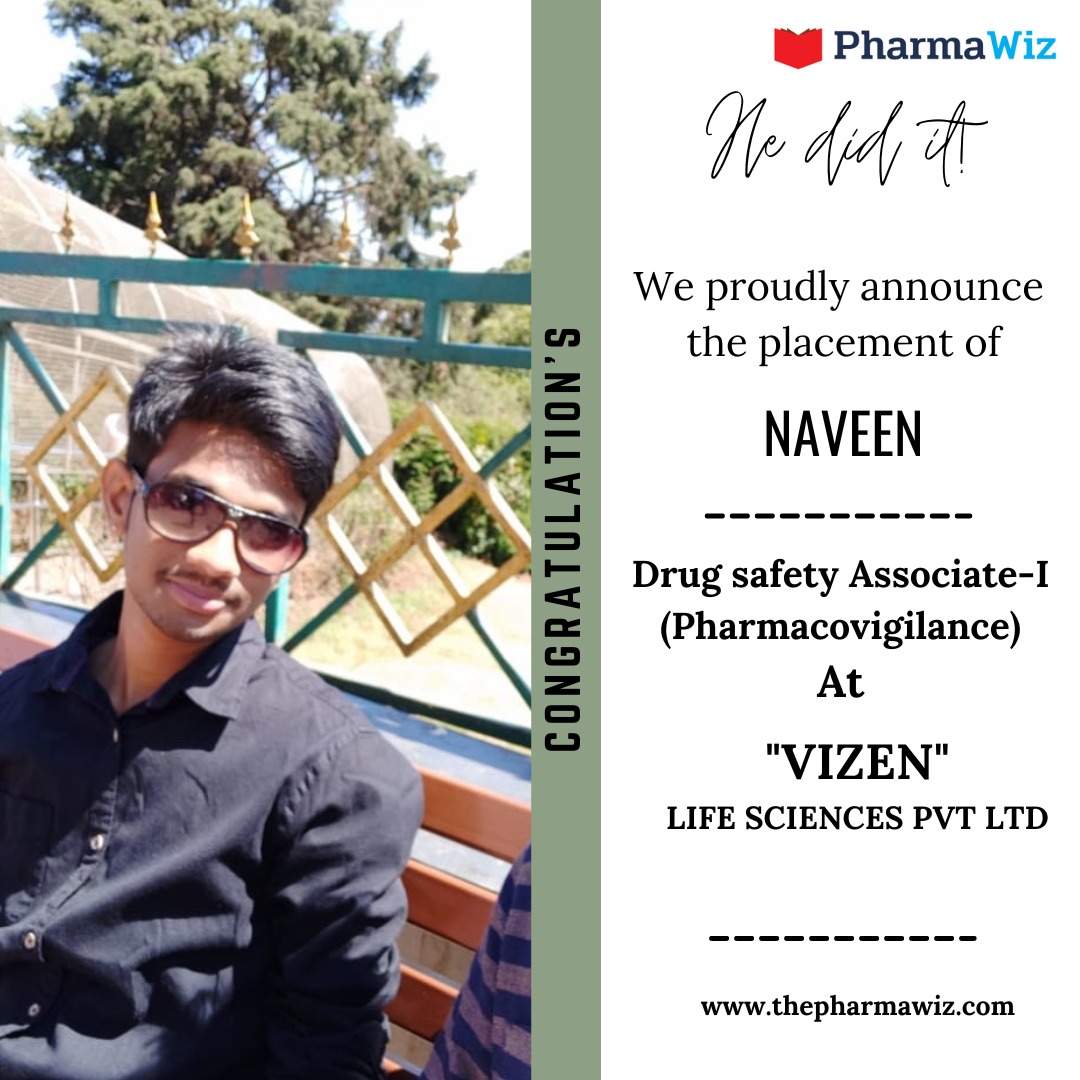 PharmaWiz
He did it!
CONGRATULATION'S
We proudly announce
the placement of
NAVEEN
Drug safety Associate-I
(Pharmacovigilance)
At
"VIZEN"
LIFE SCIENCES PVT LTD
www.thepharmawiz.com